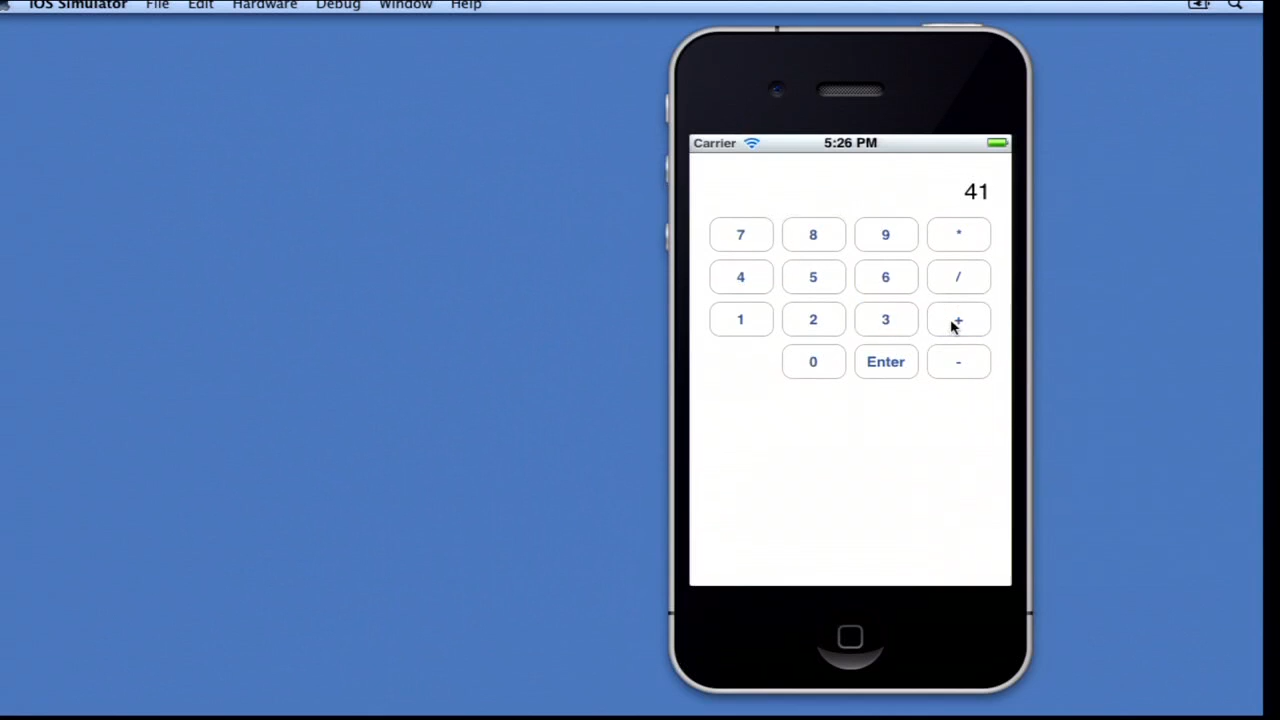 iOS Simulator File Edit Hardware Debug Window Help
Carrier 5:26 PM
41
7 8 9 *
4 5 6 /
1 2 3 +
0 Enter -